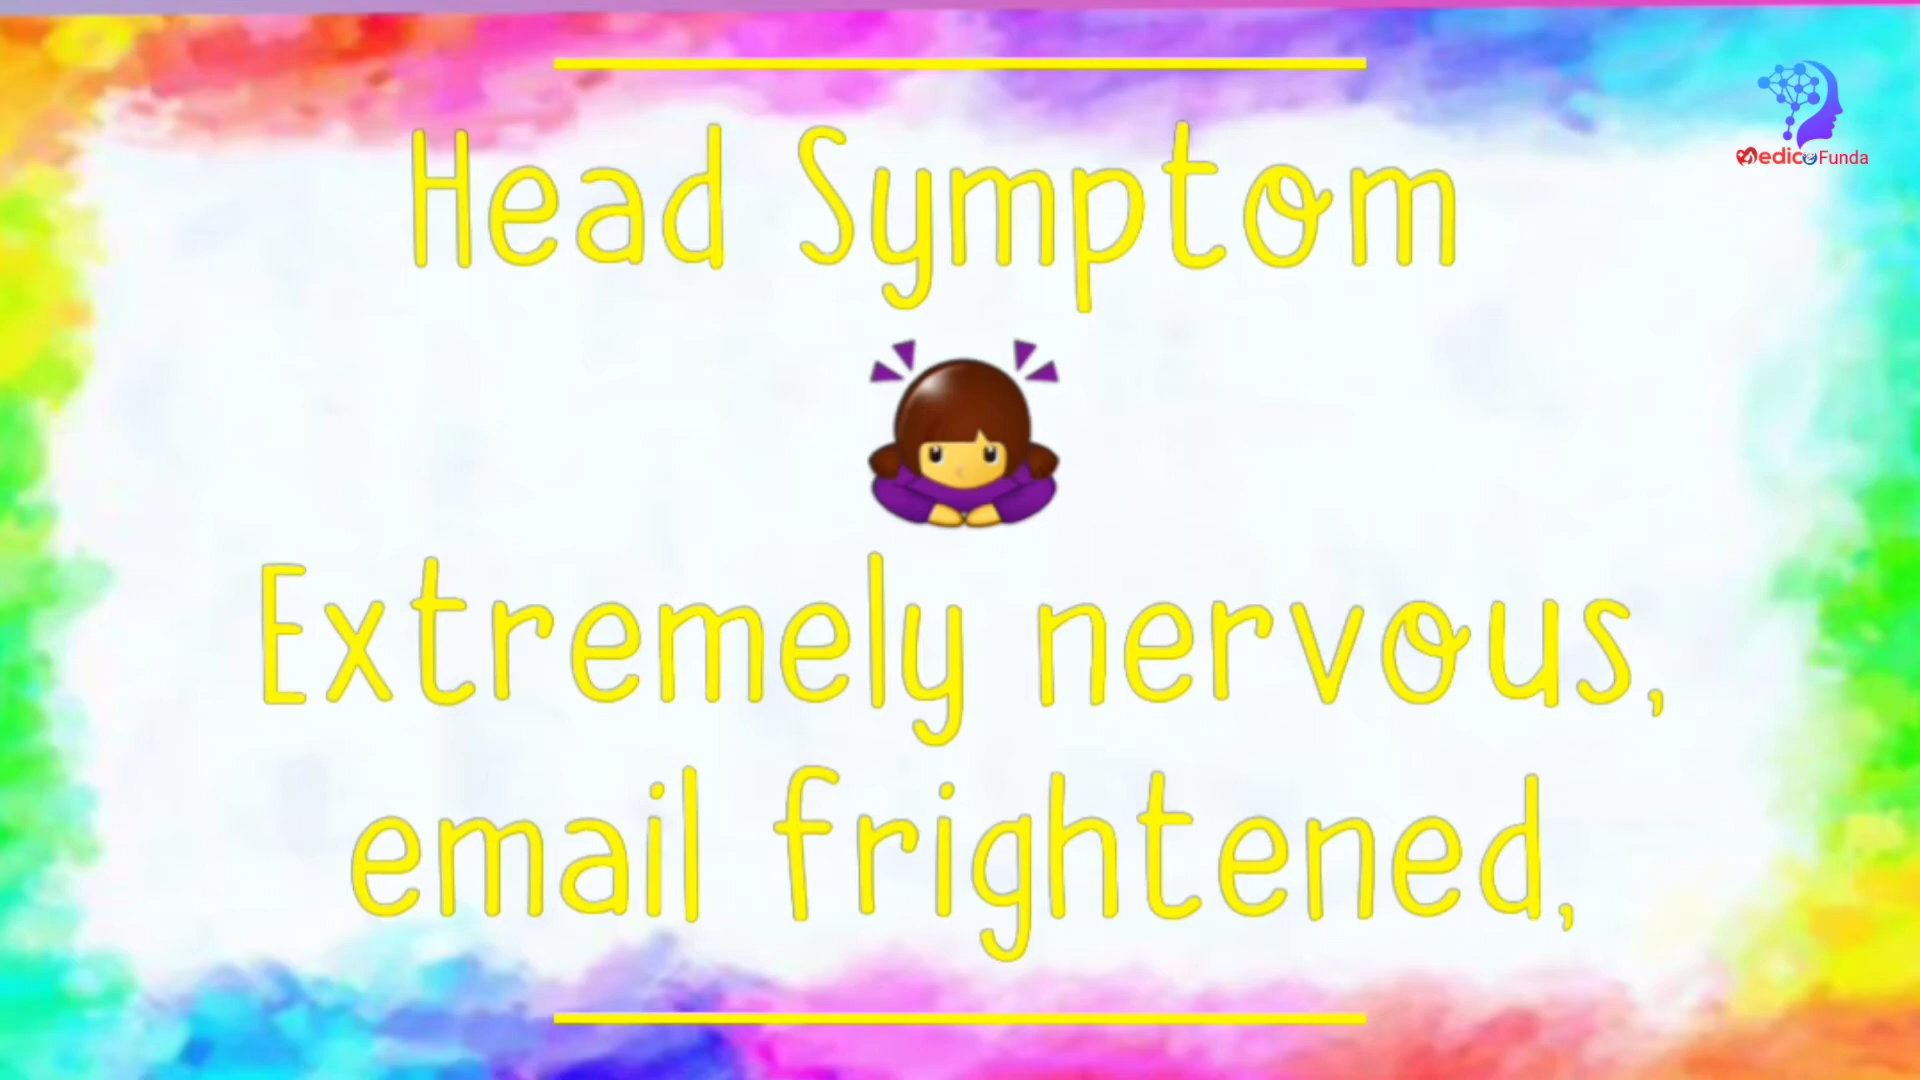 MedicoFunda
Head Symptom
Extremely nervous,
email frightened,